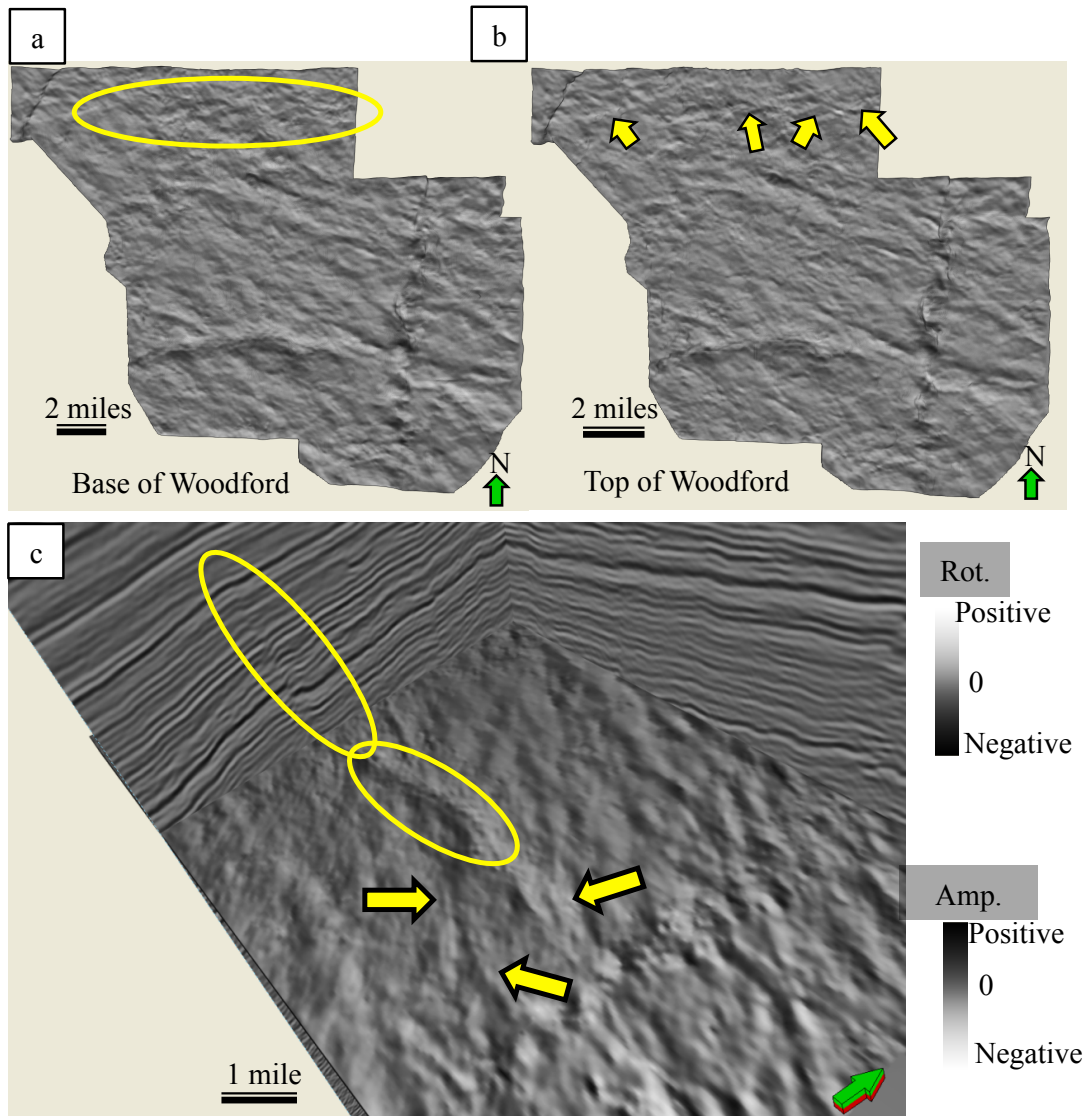 a
b
2 miles
N
Base of Woodford
2 miles
N
Top of Woodford
c
Rot.
Positive
0
Negative
Amp.
Positive
0
Negative
1 mile